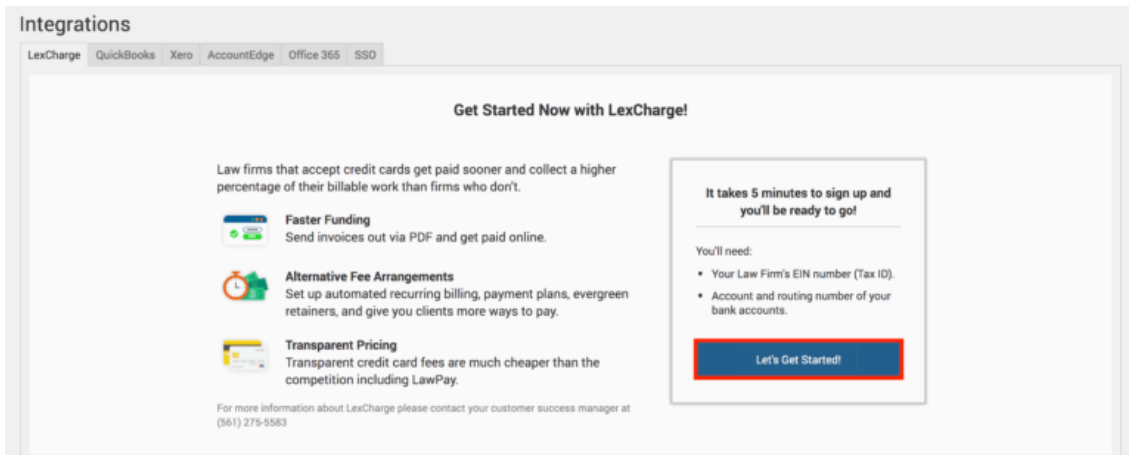 Integrations
LexCharge QuickBooks Xero AccountEdge Office 365 SSO
Get Started Now with LexCharge!
Law firms that accept credit cards get paid sooner and collect a higher
percentage of their billable work than firms who don't.
Faster Funding
Send invoices out via PDF and get paid online.
Alternative Fee Arrangements
Set up automated recurring billing, payment plans, evergreen
retainers, and give you clients more ways to pay.
Transparent Pricing
Transparent credit card fees are much cheaper than the
competition including LawPay.
For more information about LexCharge please contact your customer success manager at
(561) 275-5583
It takes 5 minutes to sign up and
you'll be ready to go!
You'll need:
• Your Law Firm's EIN number (Tax ID).
• Account and routing number of your
bank accounts.
Let's Get Started!